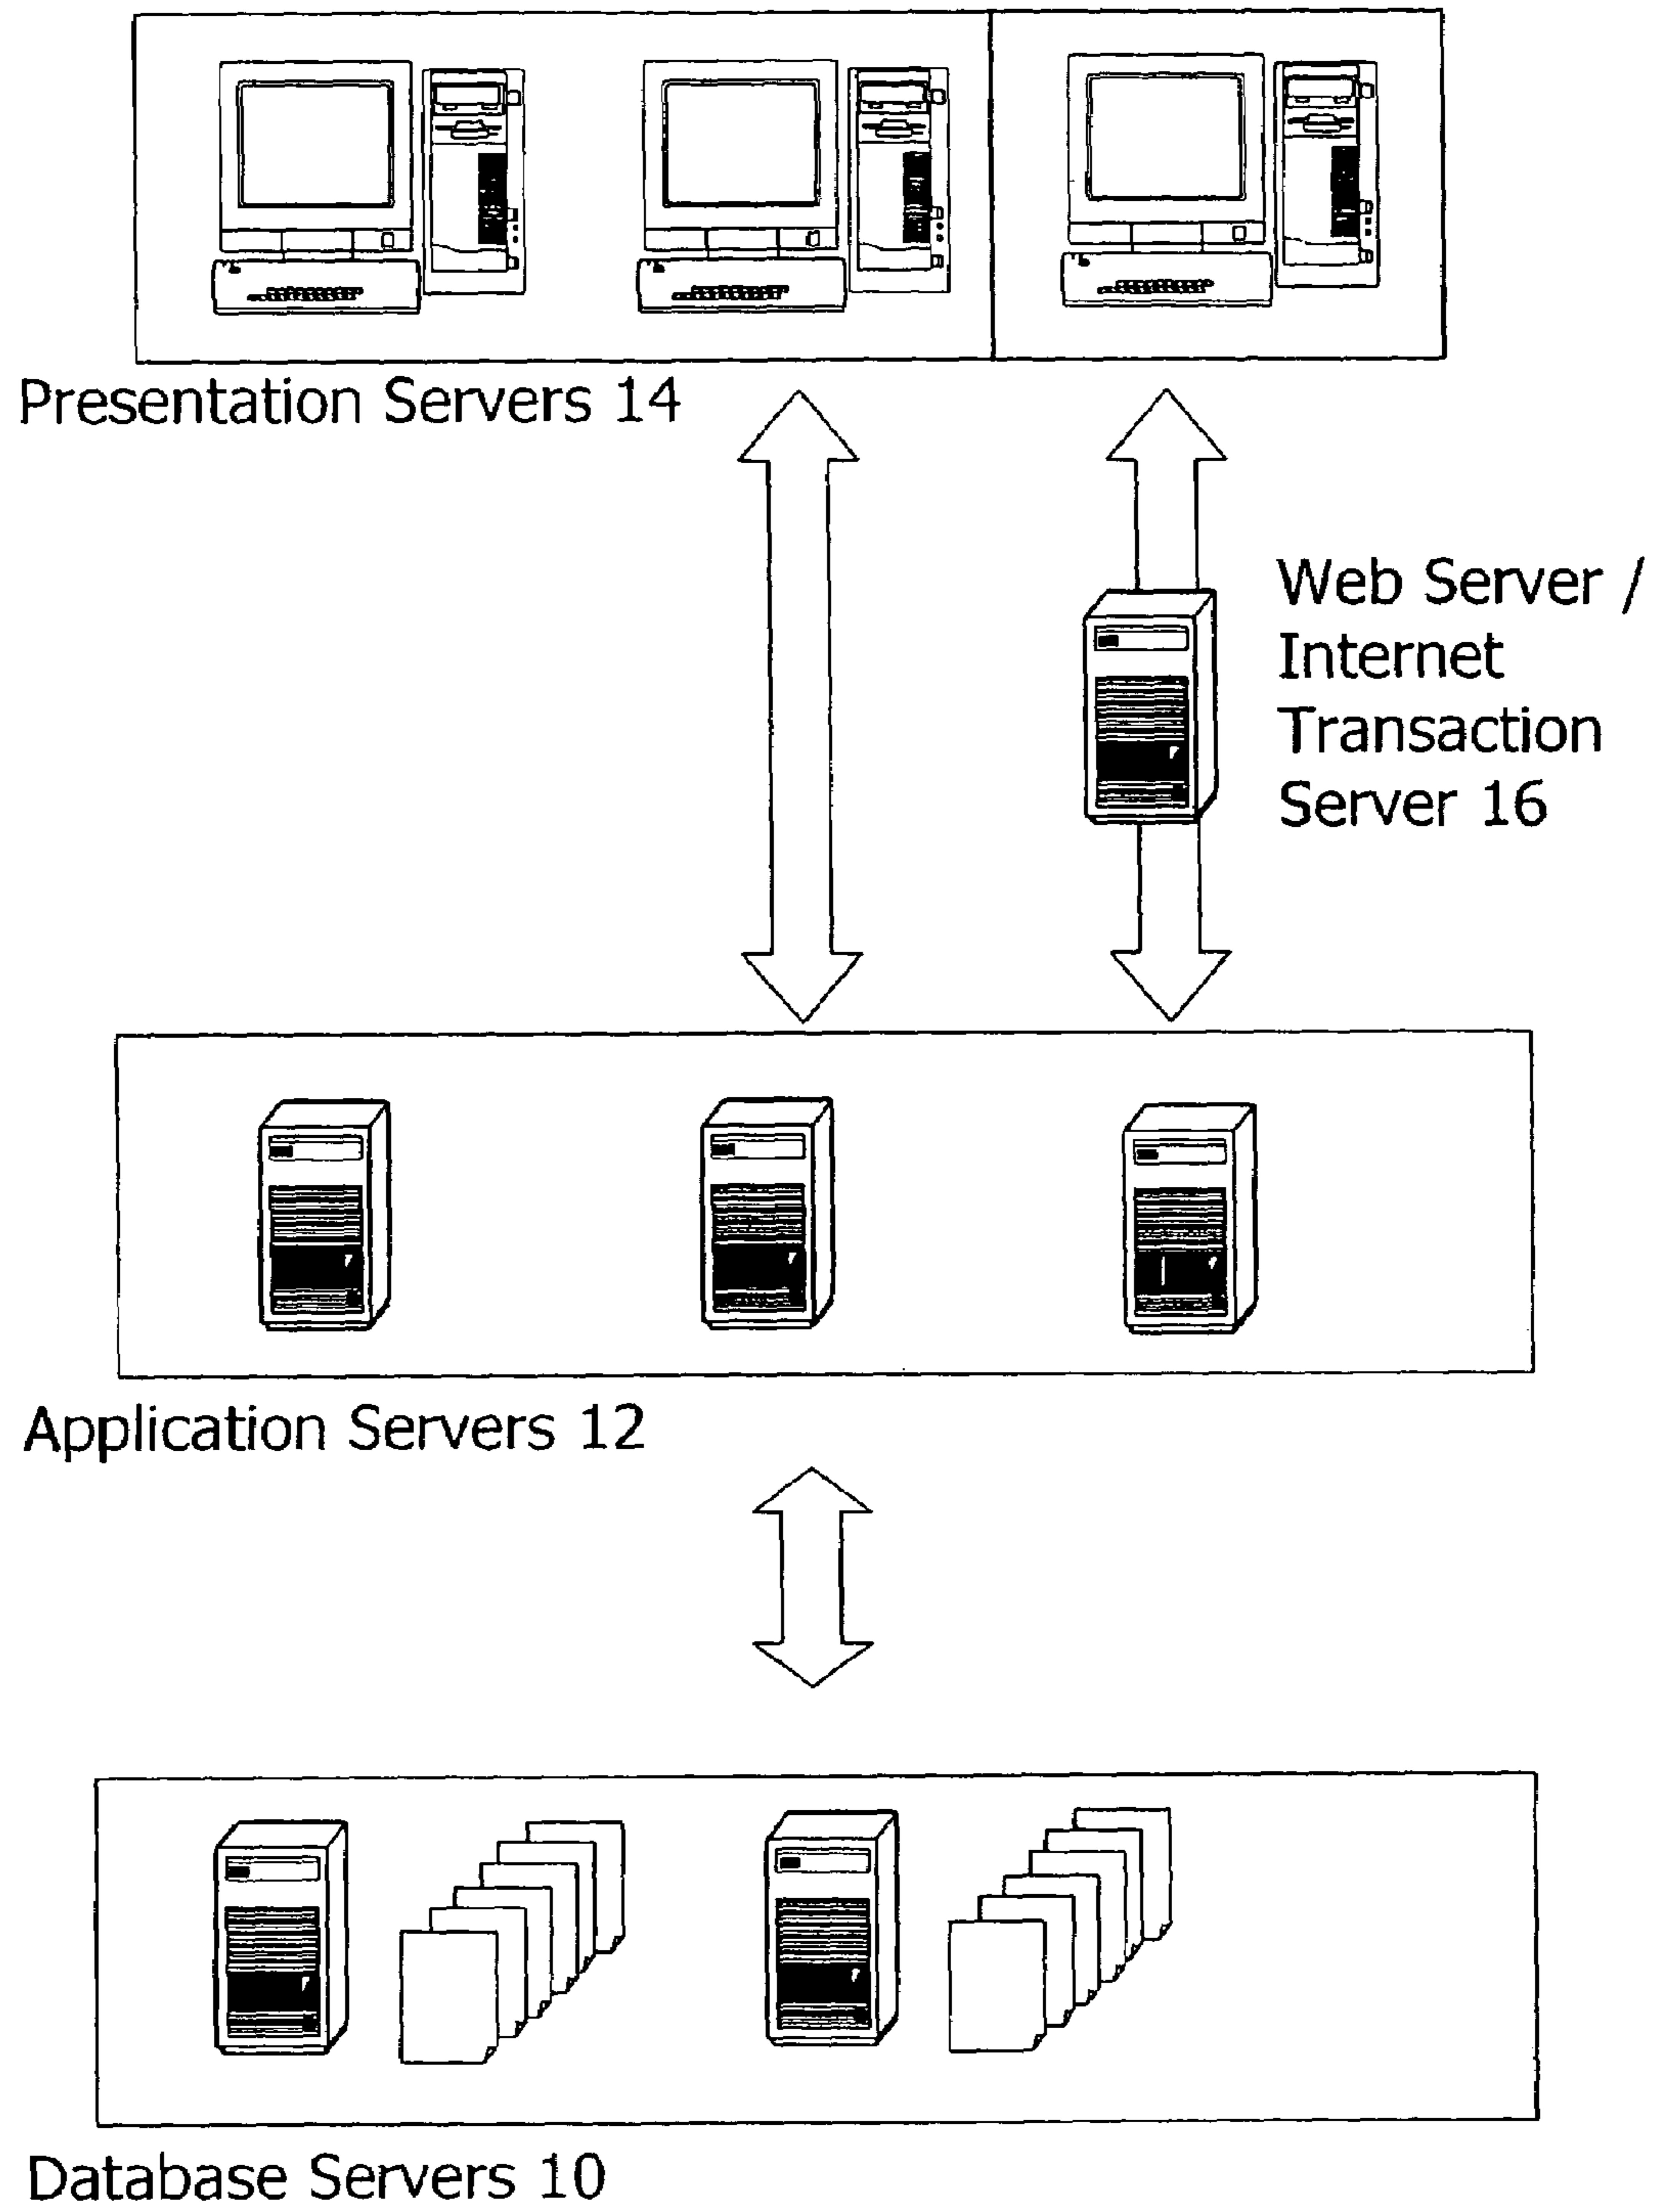 Presentation Servers 14
Web Server /
Internet
Transaction
Server 16
Application Servers 12
Database Servers 10